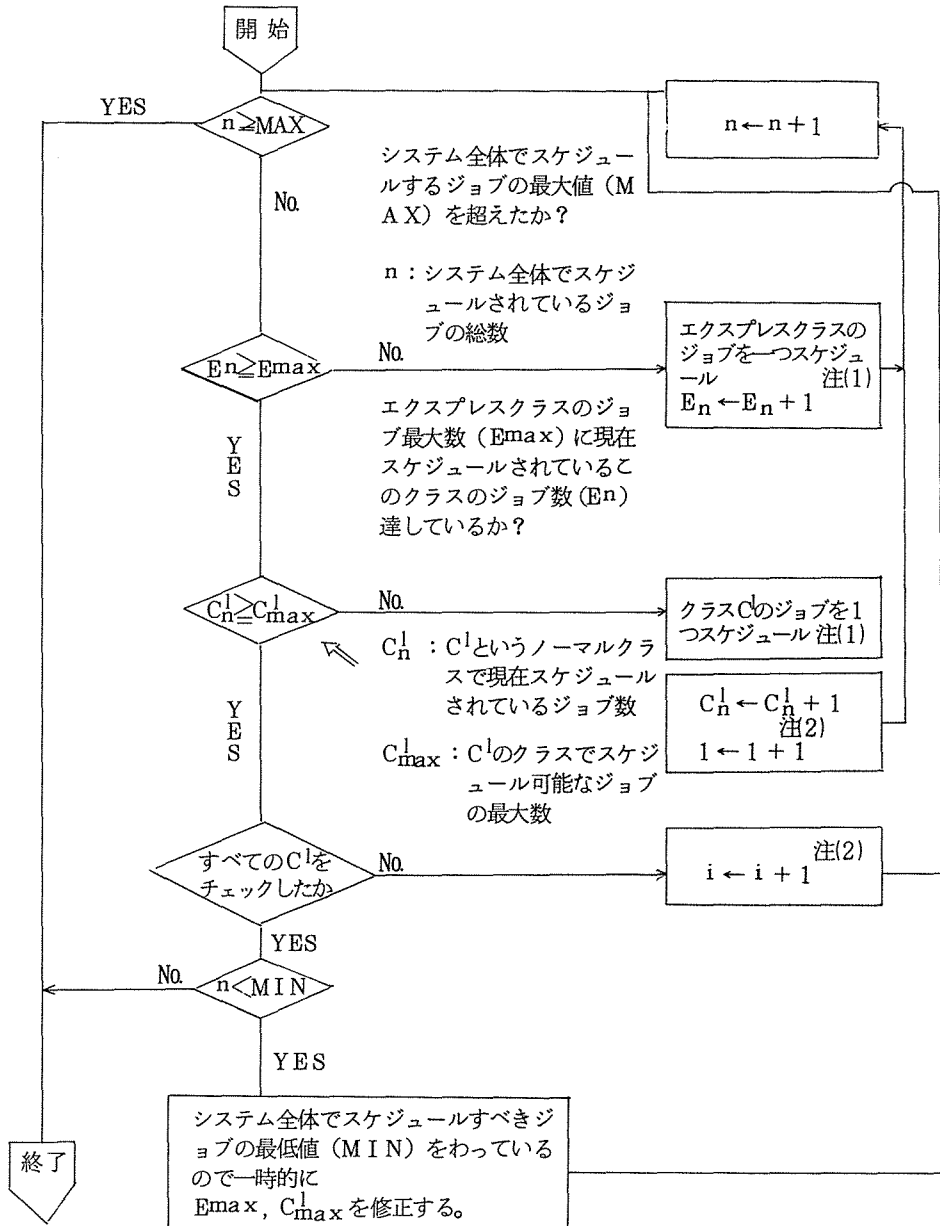 開始
YES
n≧MAX
n←n+1
No.
システム全体でスケジュー
ルするジョブの最大値（M
AX）を超えたか？
n：システム全体でスケジ
ュールされているジョ
ブの総数
En≧Emax
No.
エクスプレスクラスの
ジョブを一つスケジュ
ール 注(1)
En←En+1
YES
エクスプレスクラスのジョ
ブ最大数（Emax）に現在
スケジュールされているこ
のクラスのジョブ数(En)
達しているか？
C^l_n≧C^l_max
No.
クラスC^lのジョブを1
つスケジュール 注(1)
C^l_n：C^lというノーマルクラ
スで現在スケジュール
されているジョブ数
C^l_n←C^l_n+1
注(2)
1←1+1
YES
C^l_max：C^lのクラスでスケジ
ュール可能なジョブ
の最大数
すべてのC^lを
チェックしたか
No.
注(2)
i←i+1
YES
No.
n<MIN
YES
システム全体でスケジュールすべきジ
ョブの最低値（MIN）をわっている
ので一時的に
Emax，C^l_maxを修正する。
終了